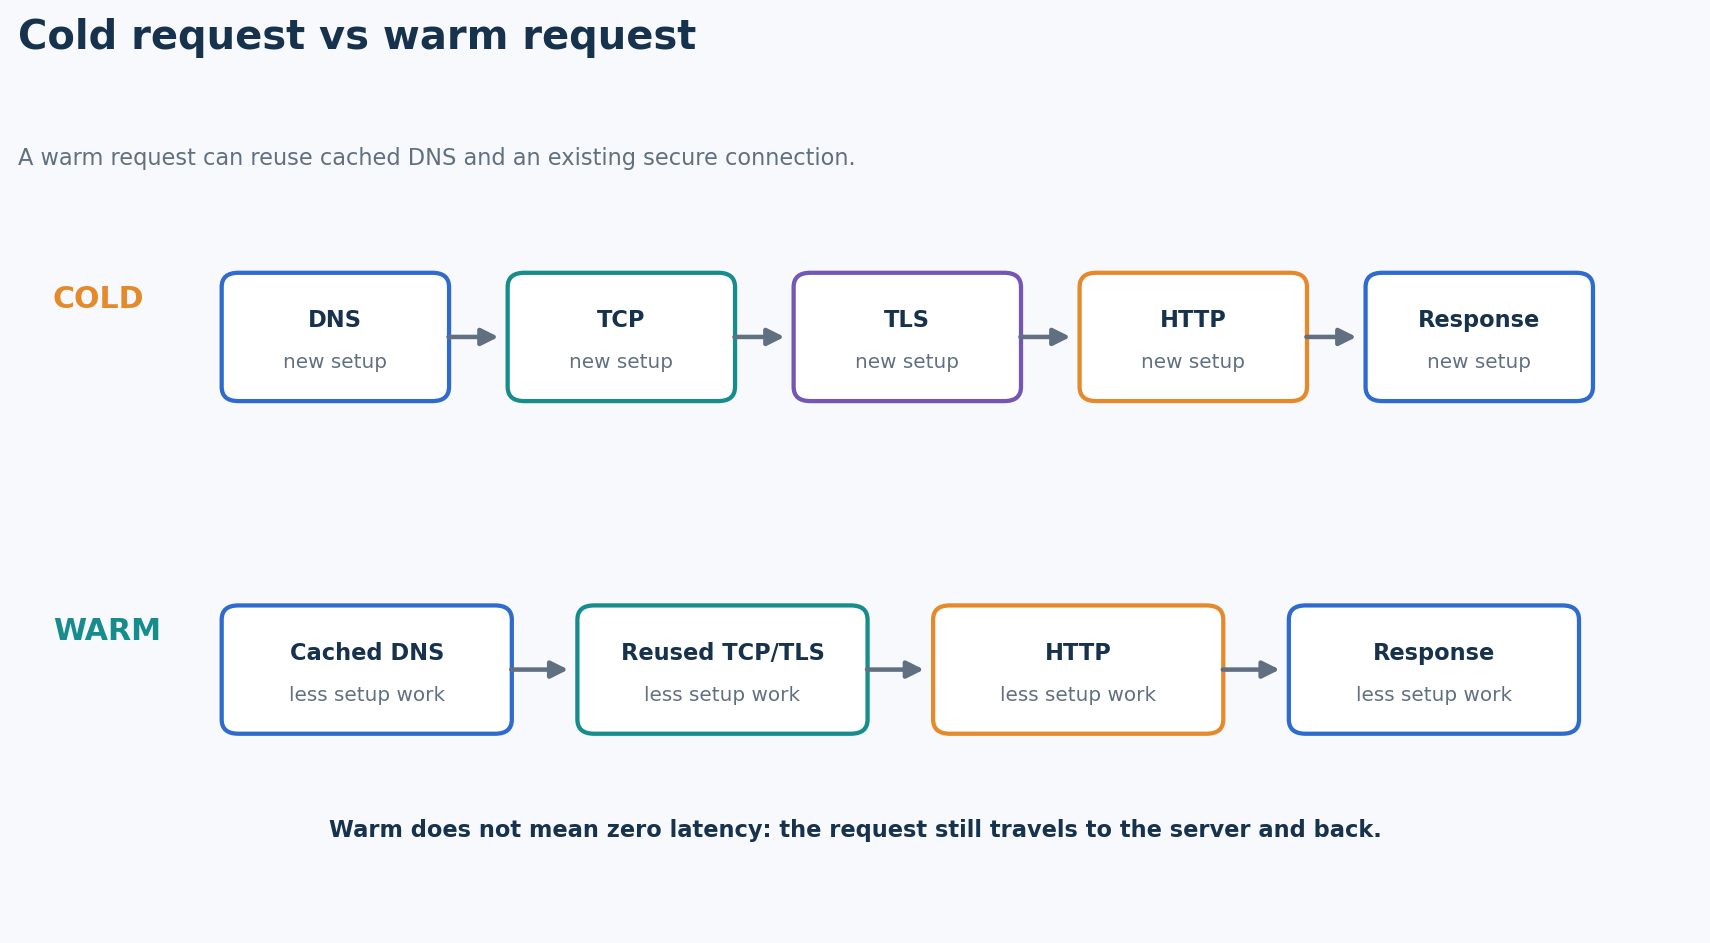 Cold request vs warm request
A warm request can reuse cached DNS and an existing secure connection.
COLD
DNS
new setup
TCP
new setup
TLS
new setup
HTTP
new setup
Response
new setup
WARM
Cached DNS
less setup work
Reused TCP/TLS
less setup work
HTTP
less setup work
Response
less setup work
Warm does not mean zero latency: the request still travels to the server and back.